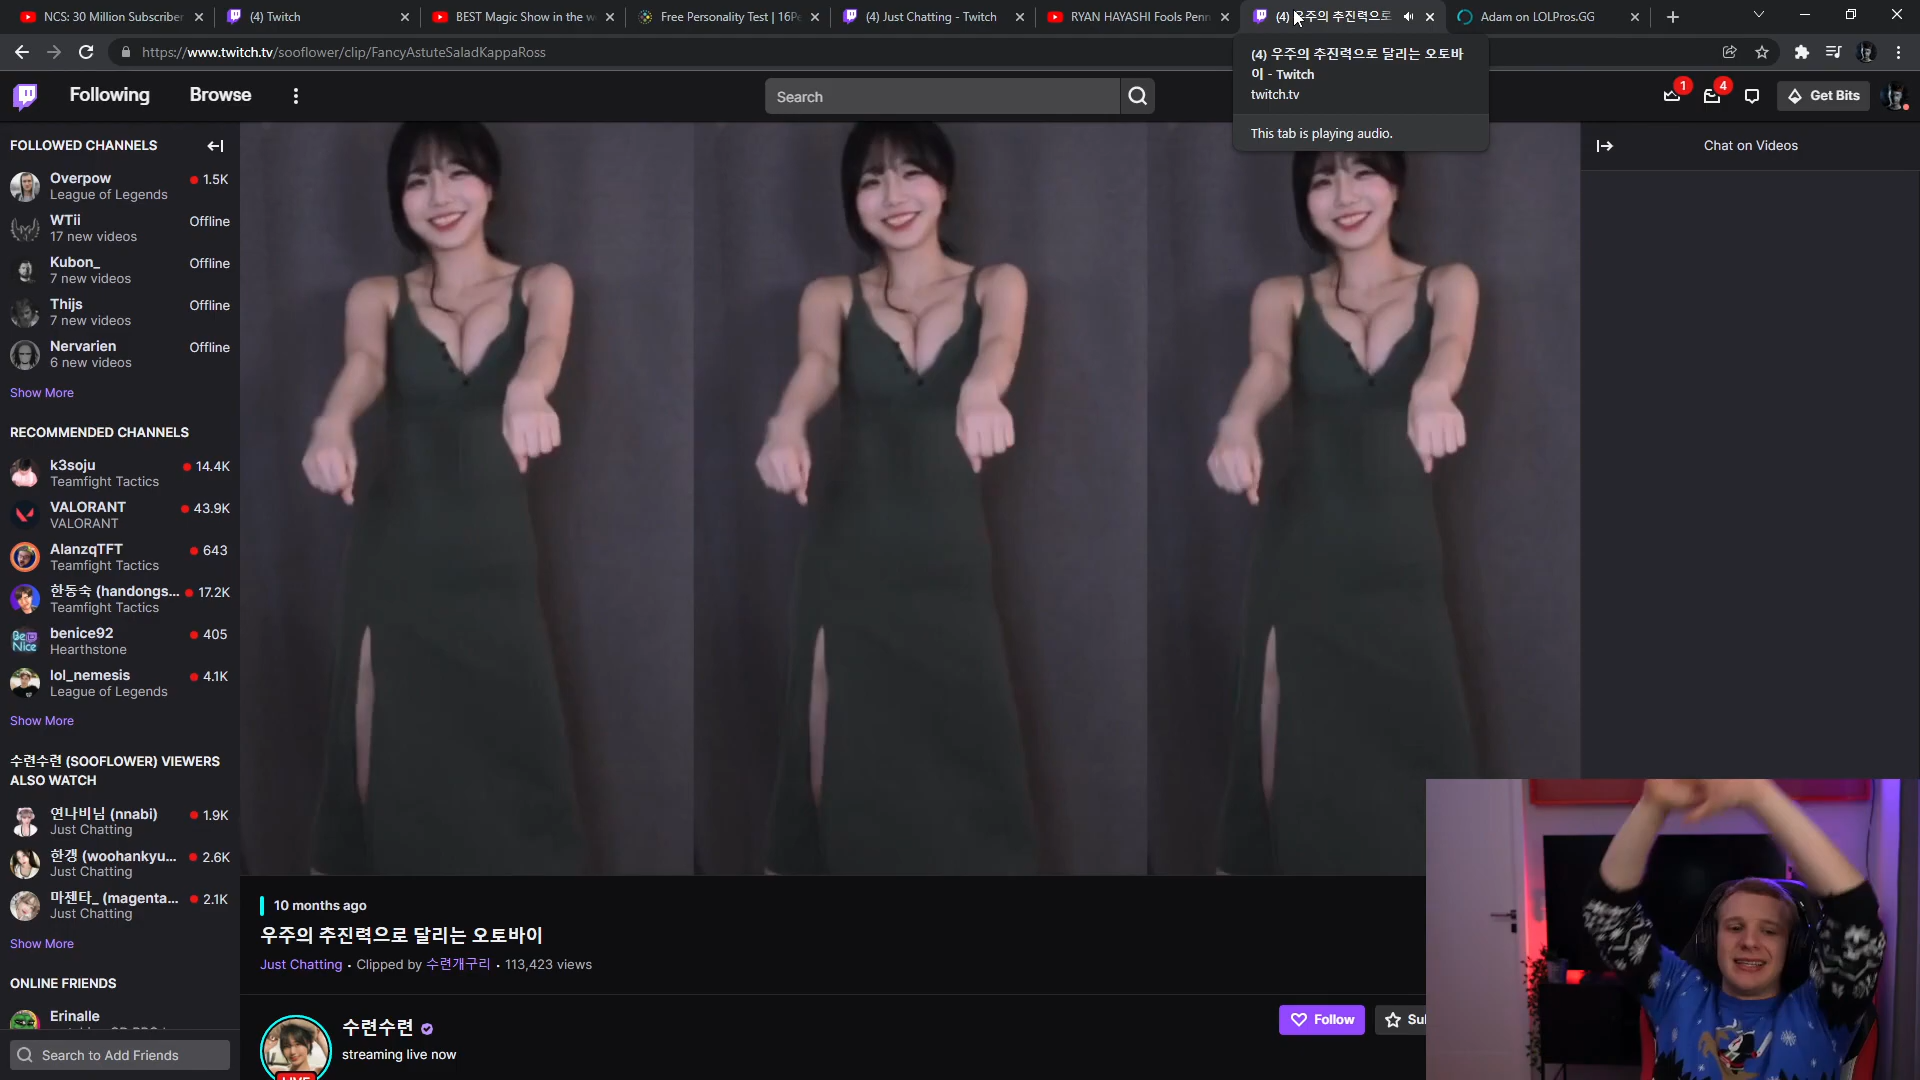 NCS: 30 Million Subscriber
(4) Twitch
BEST Magic Show in the w
Free Personality Test | 16P
(4) Just Chatting - Twitch
RYAN HAYASHI Fools Penn
(4) 우주의 추진력으로
Adam on LOLPros.GG
https://www.twitch.tv/sooflower/clip/FancyAstuteSaladKappaRoss
(4) 우주의 추진력으로 달리는 오토바
이 - Twitch
twitch.tv
This tab is playing audio.
Following
Browse
Search
1
4
Get Bits
FOLLOWED CHANNELS
Overpow
1.5K
League of Legends
WTii
Offline
17 new videos
Kubon_
Offline
7 new videos
Thijs
Offline
7 new videos
Nervarien
Offline
6 new videos
Show More
RECOMMENDED CHANNELS
k3soju
14.4K
Teamfight Tactics
VALORANT
43.9K
VALORANT
AlanzqTFT
643
Teamfight Tactics
한동숙 (handongs...
17.2K
Teamfight Tactics
benice92
405
Hearthstone
lol_nemesis
4.1K
League of Legends
Show More
수련수련 (SOOFLOWER) VIEWERS
ALSO WATCH
연나비님 (nnabi)
1.9K
Just Chatting
한갱 (woohankyu...
2.6K
Just Chatting
마젠타_ (magenta...
2.1K
Just Chatting
Show More
ONLINE FRIENDS
Erinalle
Search to Add Friends
Chat on Videos
10 months ago
우주의 추진력으로 달리는 오토바이
Just Chatting • Clipped by 수련개구리 • 113,423 views
수련수련
streaming live now
LIVE
Follow
Su